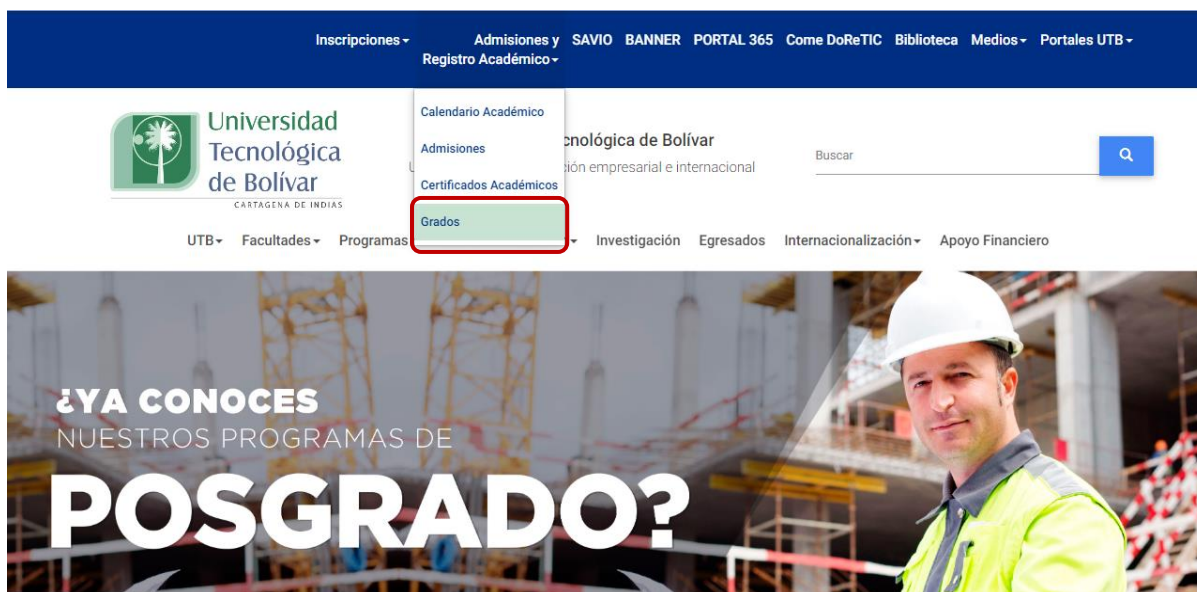 Inscripciones
Admisiones y
Registro Académico
SAVIO BANNER PORTAL 365 Come DoReTIC Biblioteca Medios Portales UTB
Calendario Académico
Admisiones
Certificados Académicos
Grados
Universidad
Tecnológica
de Bolívar
CARTAGENA DE INDIAS
cnológica de Bolívar
ión empresarial e internacional
Buscar
UTB Facultades Programas Investigación Egresados Internacionalización Apoyo Financiero
¿YA CONOCES
NUESTROS PROGRAMAS DE
POSGRADO?